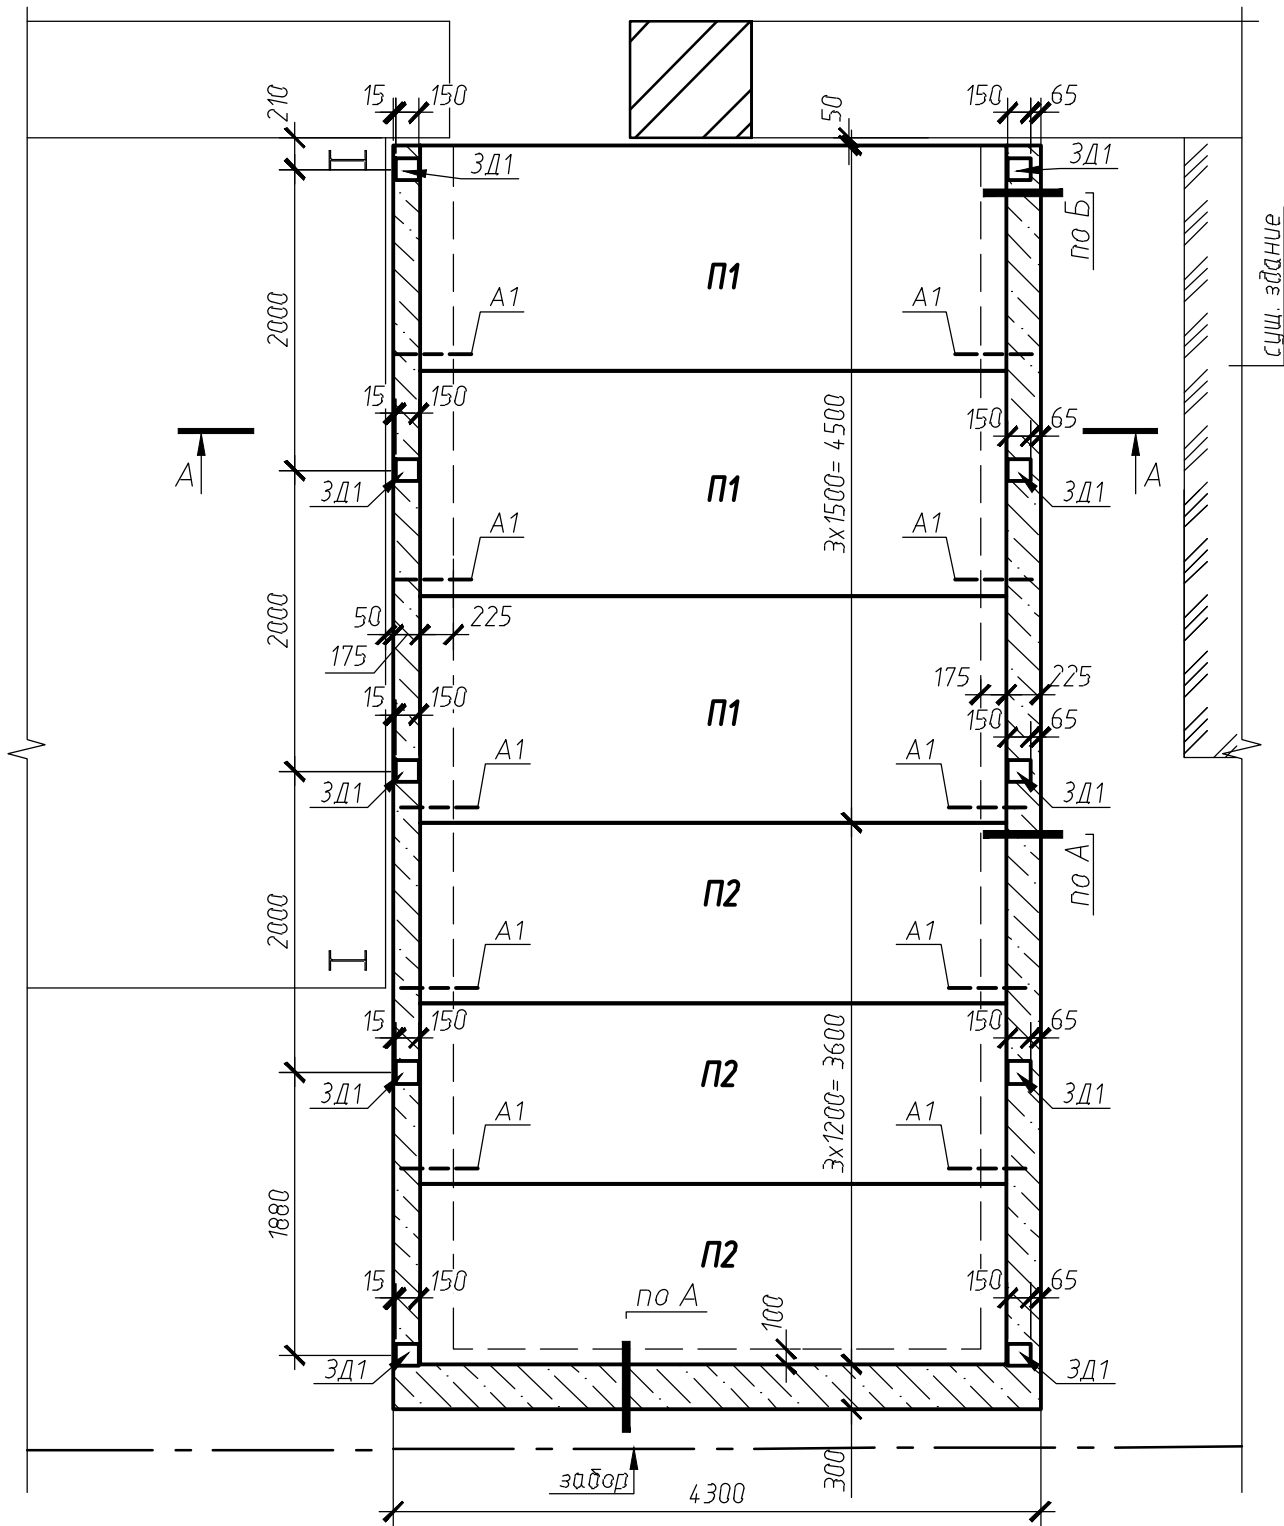 210
15
150
50
150
65
ЗД1
ЗД1
по Б
сущ. здание
П1
2000
А1
А1
15
150
3х1500= 4500
150
65
А
А
П1
ЗД1
ЗД1
А1
А1
50
225
2000
175
175
225
15
150
П1
150
65
А1
А1
ЗД1
ЗД1
по А
П2
2000
А1
А1
15
150
3х1200= 3600
150
65
П2
ЗД1
ЗД1
А1
А1
1880
П2
15
150
по А
100
150
65
ЗД1
ЗД1
забор
300
4300